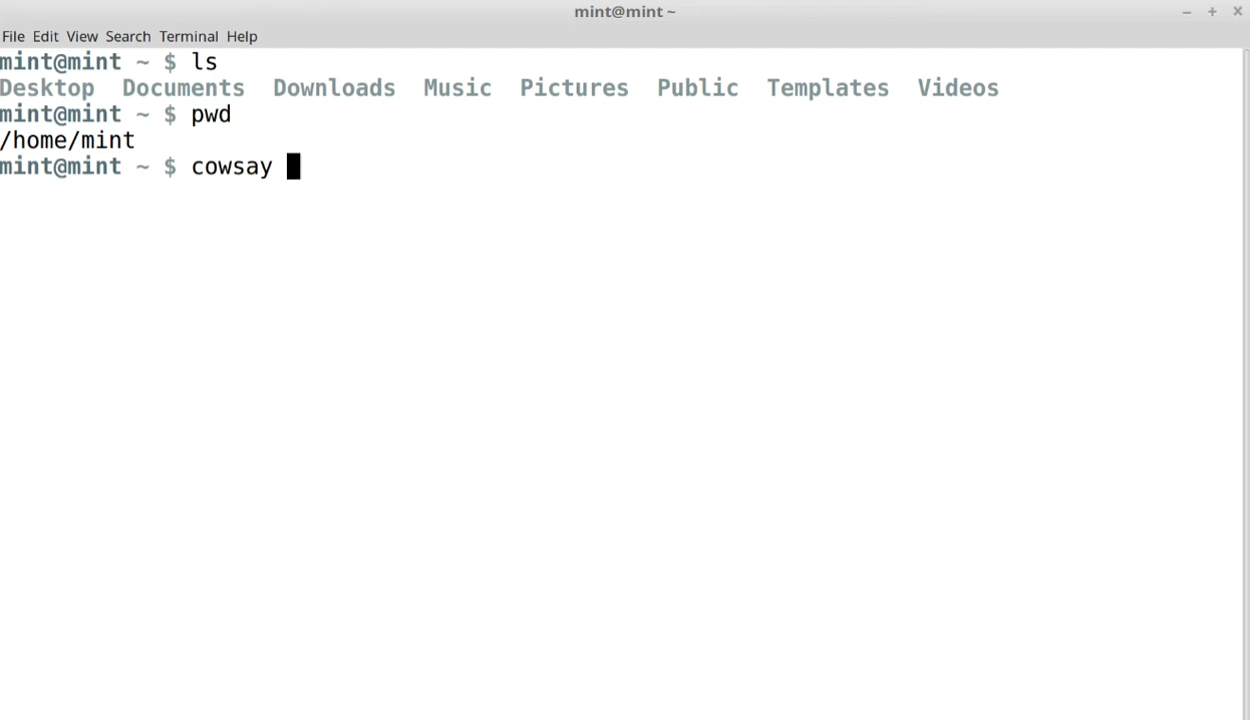 mint@mint ~
File Edit View Search Terminal Help
mint@mint ~ $ ls
Desktop Documents Downloads Music Pictures Public Templates Videos
mint@mint ~ $ pwd
/home/mint
mint@mint ~ $ cowsay